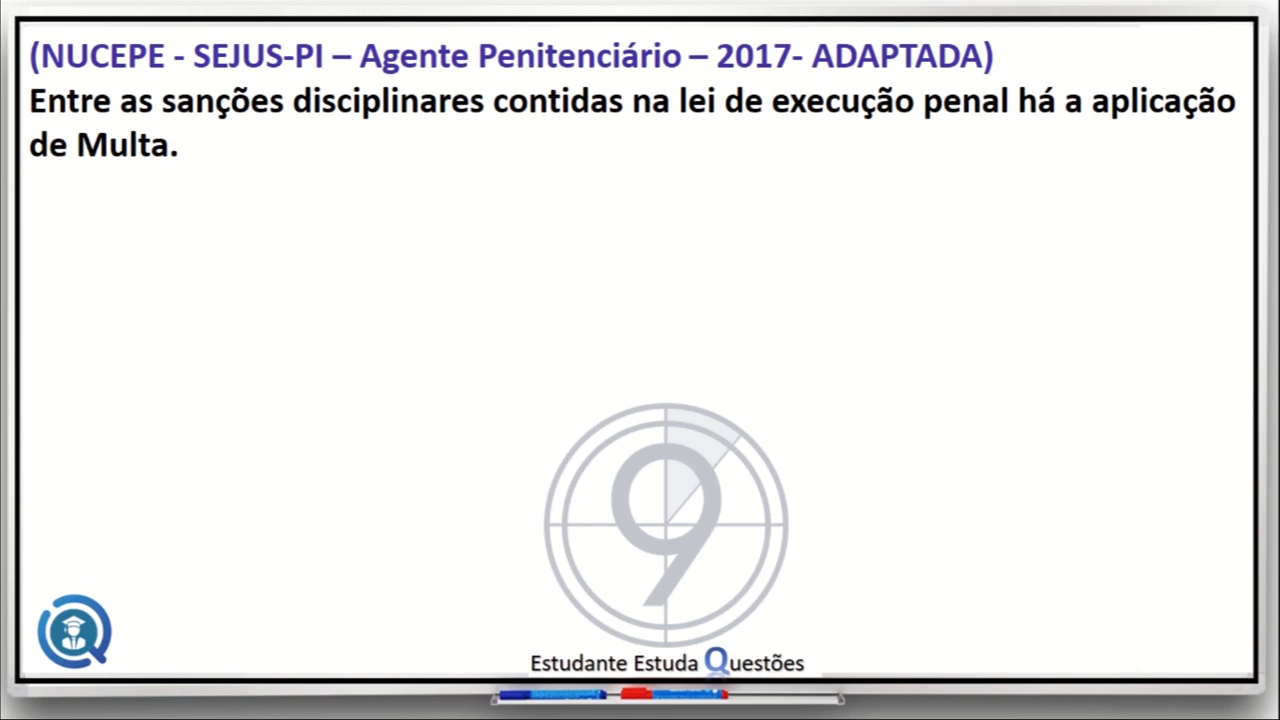 (NUCEPE - SEJUS-PI – Agente Penitenciário – 2017- ADAPTADA)
Entre as sanções disciplinares contidas na lei de execução penal há a aplicação
de Multa.
9
Estudante Estuda Questões